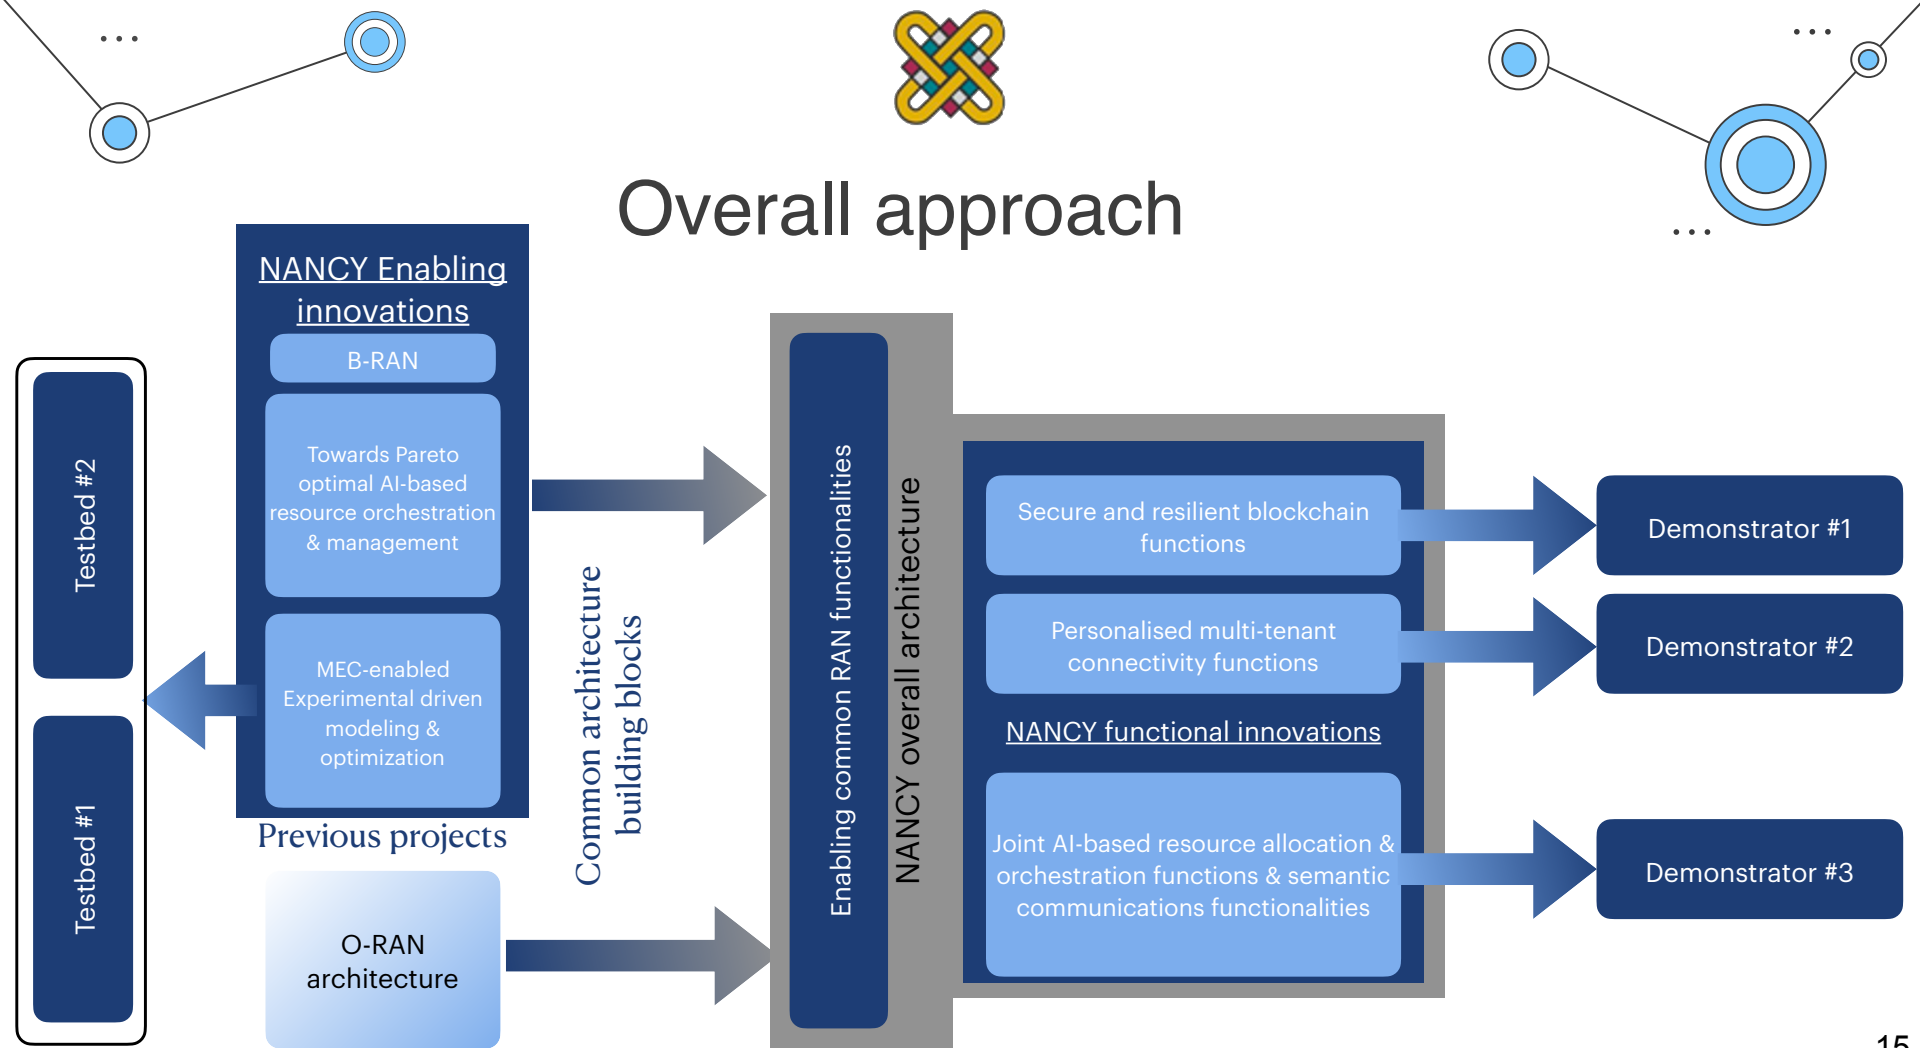 Overall approach
NANCY Enabling
innovations
B-RAN
Towards Pareto
optimal AI-based
resource orchestration
& management
MEC-enabled
Experimental driven
modeling &
optimization
Previous projects
O-RAN
architecture
Testbed #2
Testbed #1
Common architecture
building blocks
Enabling common RAN functionalities
NANCY overall architecture
Secure and resilient blockchain
functions
Personalised multi-tenant
connectivity functions
NANCY functional innovations
Joint AI-based resource allocation &
orchestration functions & semantic
communications functionalities
Demonstrator #1
Demonstrator #2
Demonstrator #3
15